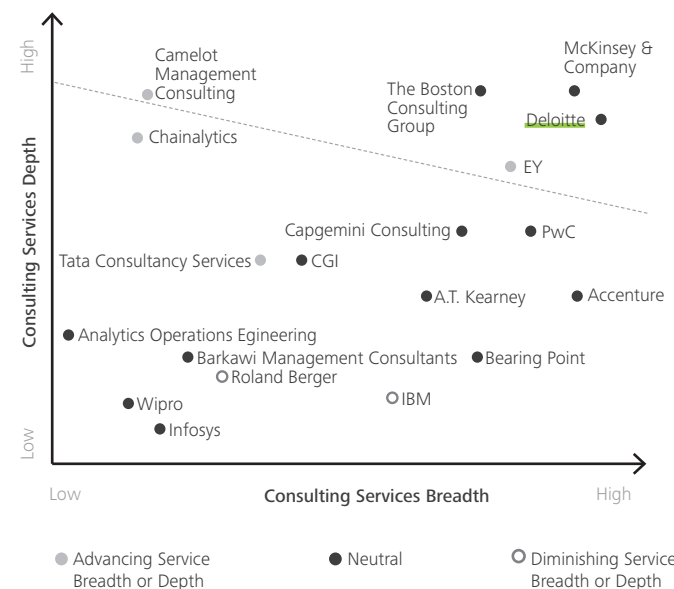 High
Consulting Services Depth
Low
Camelot
Management
Consulting
Chainalytics
The Boston
Consulting
Group
McKinsey &
Company
Deloitte
EY
Capgemini Consulting
PwC
Tata Consultancy Services
CGI
A.T. Kearney
Accenture
Analytics Operations Egineering
Barkawi Management Consultants
Bearing Point
Roland Berger
IBM
Wipro
Infosys
Low
Consulting Services Breadth
High
Advancing Service
Breadth or Depth
Neutral
Diminishing Service
Breadth or Depth